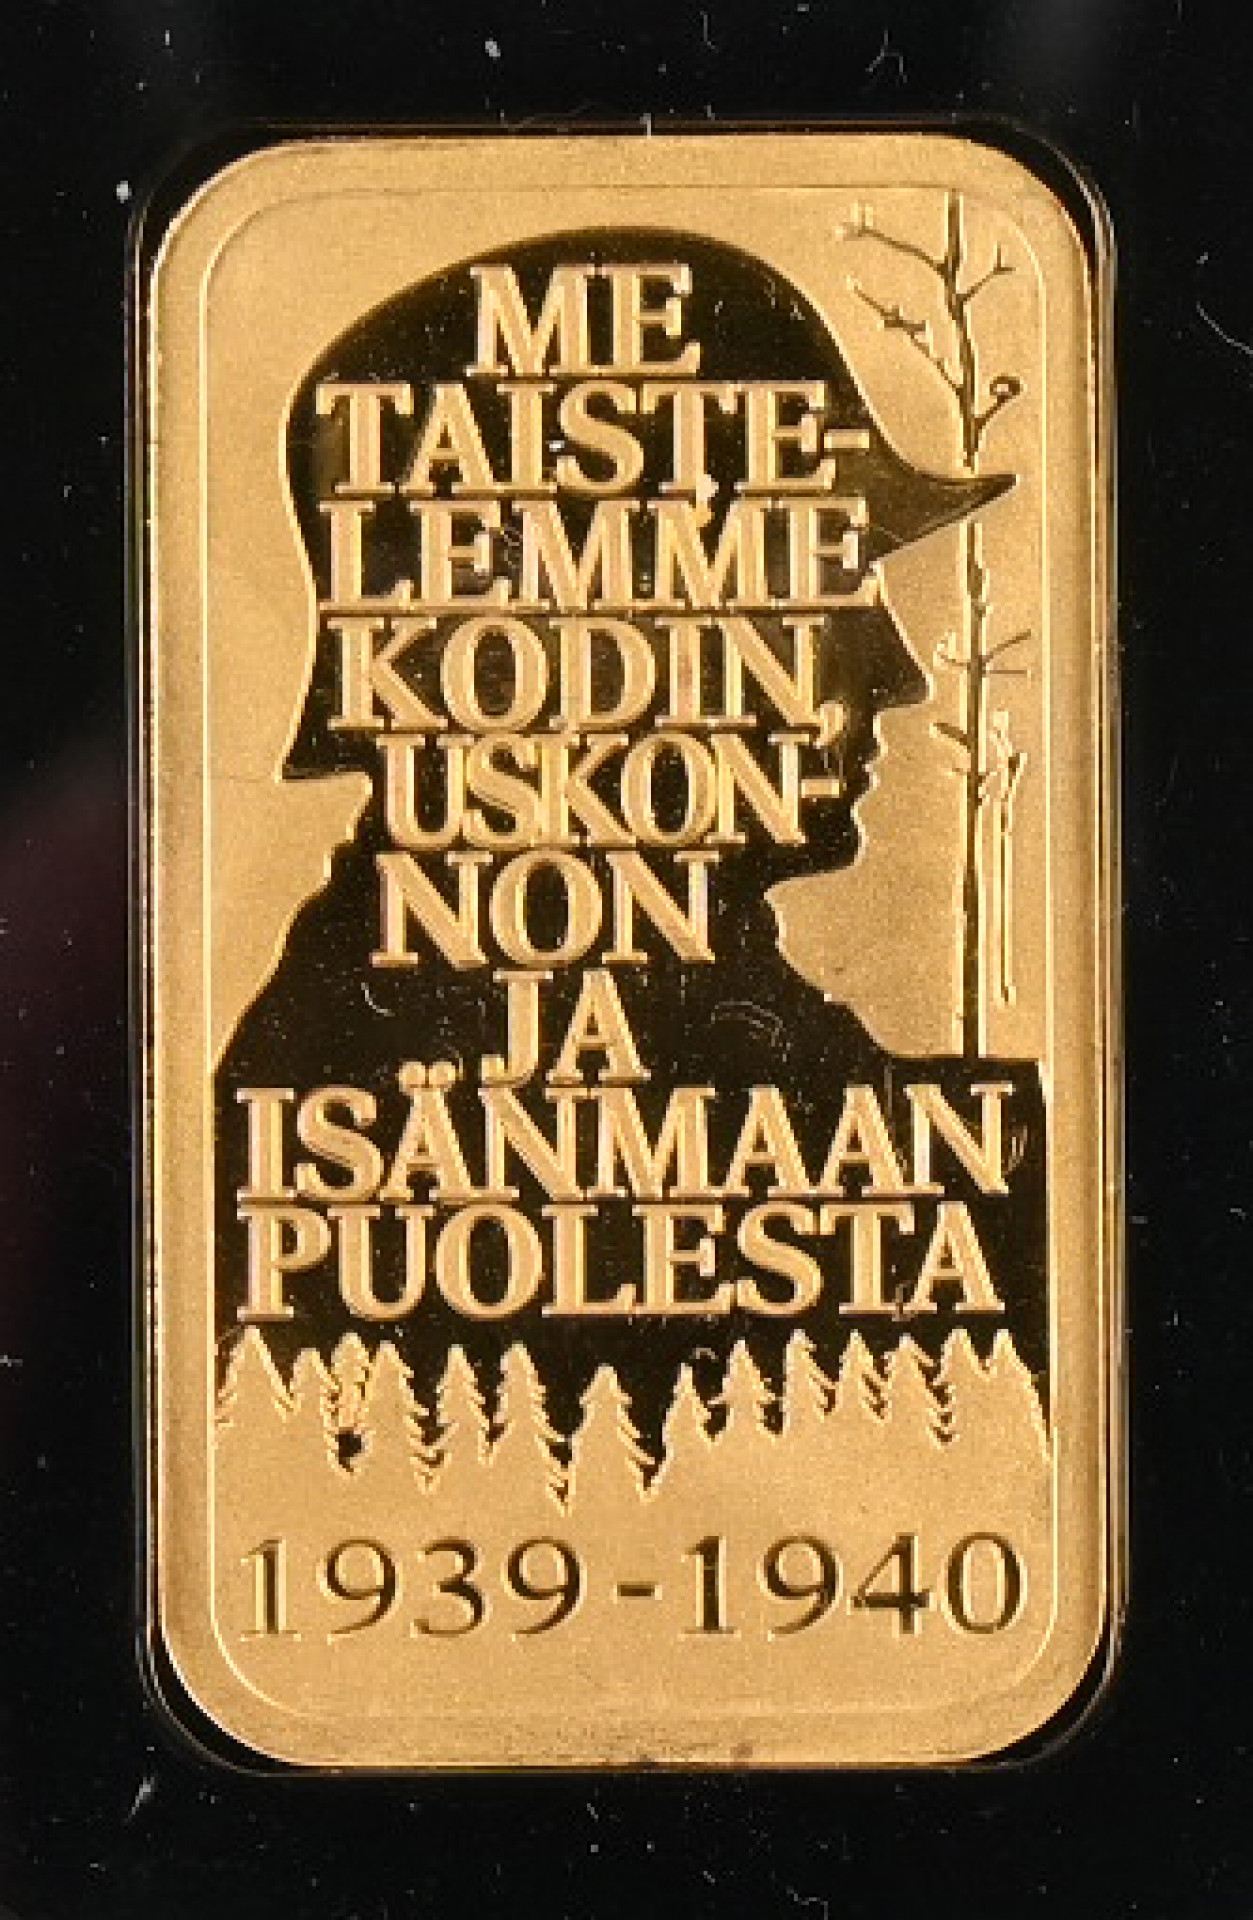 ME
TAISTE-
LEMME
KODIN,
USKON-
NON
JA
ISÄNMAAN
PUOLESTA
1939-1940